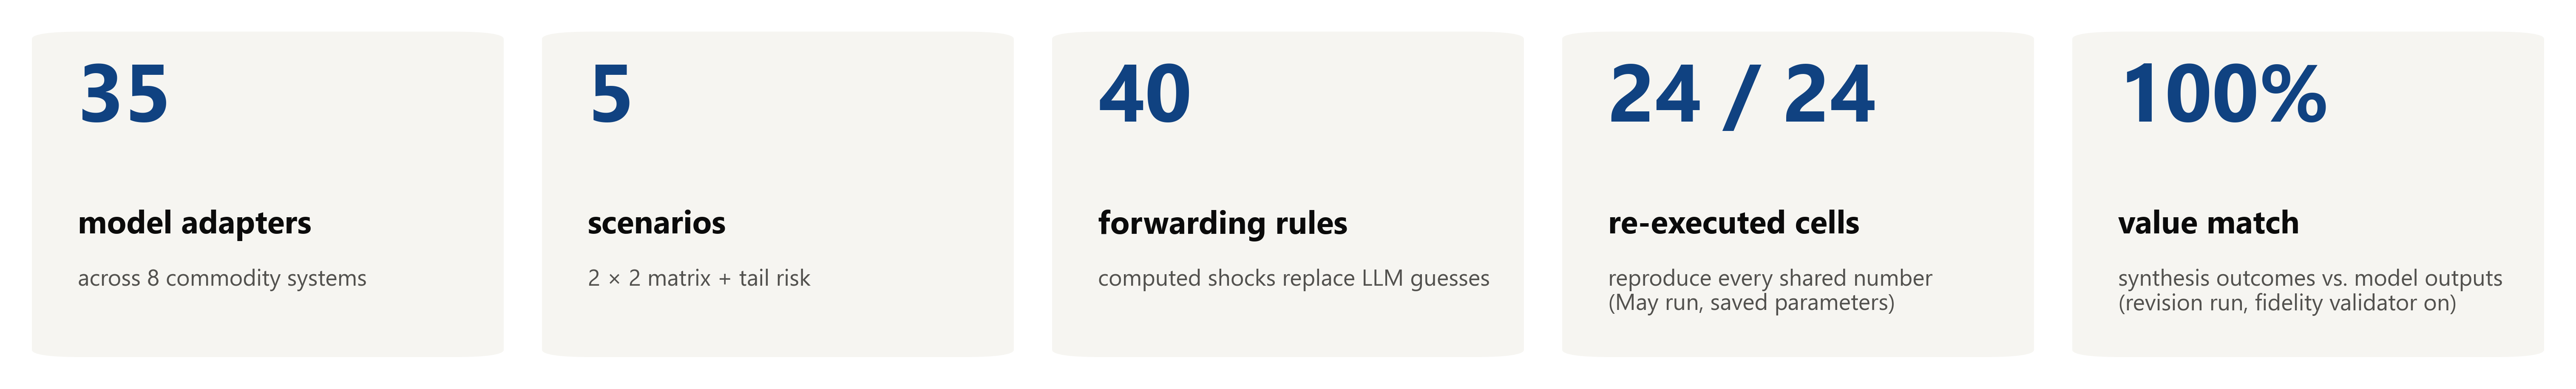 35
model adapters
across 8 commodity systems
5
scenarios
2 × 2 matrix + tail risk
40
forwarding rules
computed shocks replace LLM guesses
24 / 24
re-executed cells
reproduce every shared number
(May run, saved parameters)
100%
value match
synthesis outcomes vs. model outputs
(revision run, fidelity validator on)